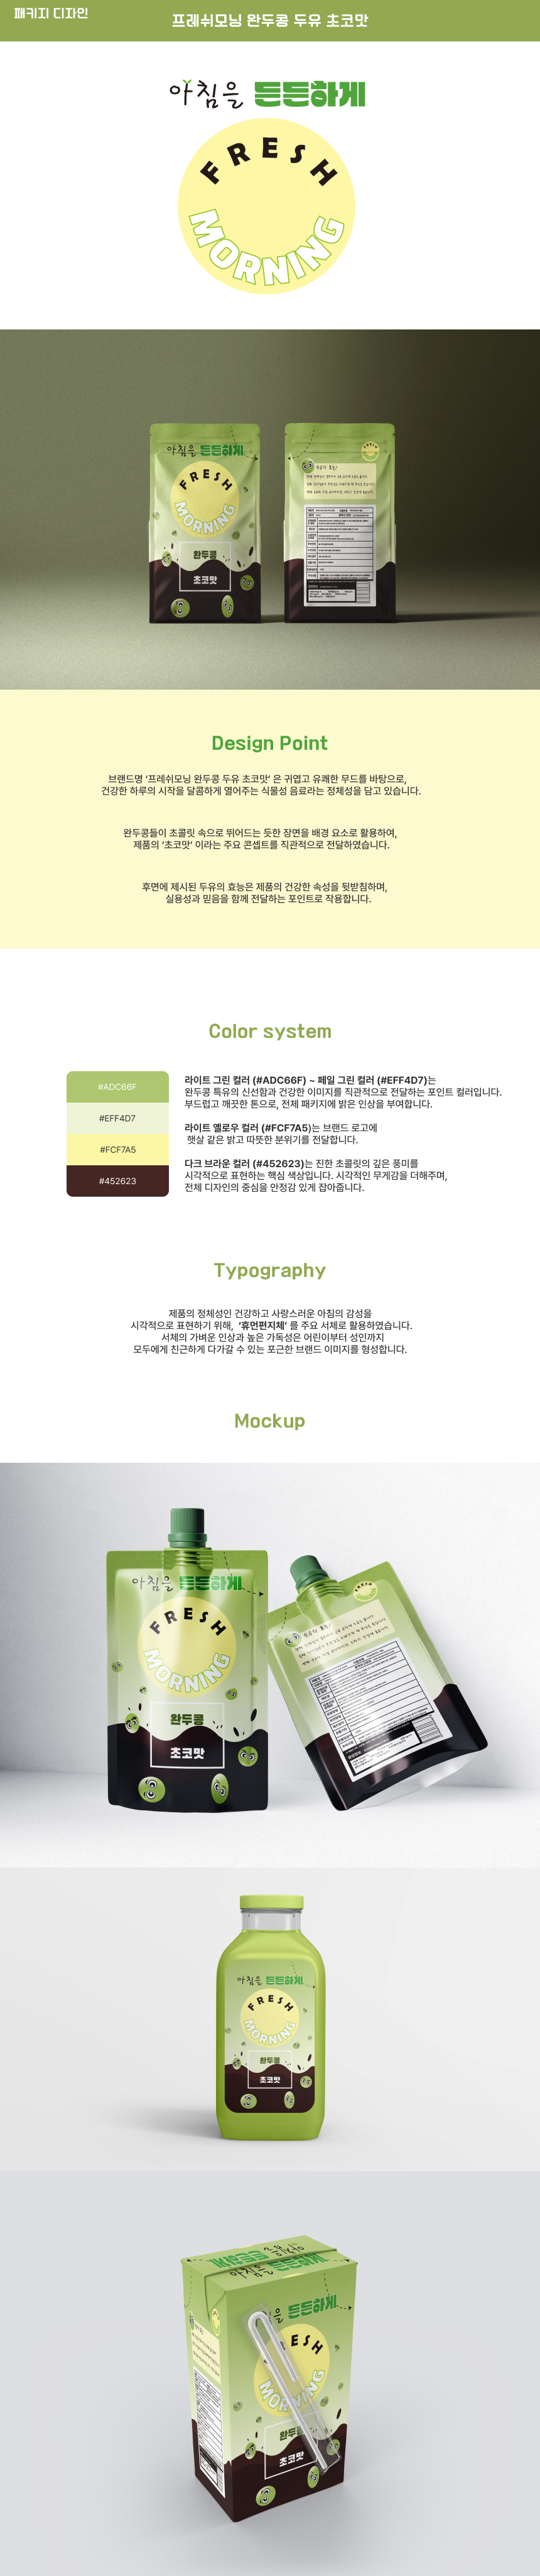 패키지 디자인
프레쉬모닝 완두콩 두유 초코맛
아침을 든든하게
FRESH
MORNING
아침을 든든하게
FRESH
MORNING
완두콩
초코맛
FRESH
Design Point
브랜드명 ‘프레쉬모닝 완두콩 두유 초코맛’ 은 귀엽고 유쾌한 무드를 바탕으로,
건강한 하루의 시작을 달콤하게 열어주는 식물성 음료라는 정체성을 담고 있습니다.
완두콩들이 초콜릿 속으로 뛰어드는 듯한 장면을 배경 요소로 활용하여,
제품의 ‘초코맛’ 이라는 주요 콘셉트를 직관적으로 전달하였습니다.
후면에 제시된 두유의 효능은 제품의 건강한 속성을 뒷받침하며,
실용성과 믿음을 함께 전달하는 포인트로 작용합니다.
Color system
#ADC66F
#EFF4D7
#FCF7A5
#452623
라이트 그린 컬러 (#ADC66F) ~ 페일 그린 컬러 (#EFF4D7)는
완두콩 특유의 신선함과 건강한 이미지를 직관적으로 전달하는 포인트 컬러입니다.
부드럽고 깨끗한 톤으로, 전체 패키지에 밝은 인상을 부여합니다.
라이트 옐로우 컬러 (#FCF7A5)는 브랜드 로고에
햇살 같은 밝고 따뜻한 분위기를 전달합니다.
다크 브라운 컬러 (#452623)는 진한 초콜릿의 깊은 풍미를
시각적으로 표현하는 핵심 색상입니다. 시각적인 무게감을 더해주며,
전체 디자인의 중심을 안정감 있게 잡아줍니다.
Typography
제품의 정체성인 건강하고 사랑스러운 아침의 감성을
시각적으로 표현하기 위해, ‘휴먼편지체’ 를 주요 서체로 활용하였습니다.
서체의 가벼운 인상과 높은 가독성은 어린이부터 성인까지
모두에게 친근하게 다가갈 수 있는 포근한 브랜드 이미지를 형성합니다.
Mockup
아침을 든든하게
FRESH
MORNING
완두콩
초코맛
아침을 든든하게
FRESH
MORNING
완두콩
초코맛
아침을 든든하게
을 든든하게
ESH
MORNING
완두콩
초코맛